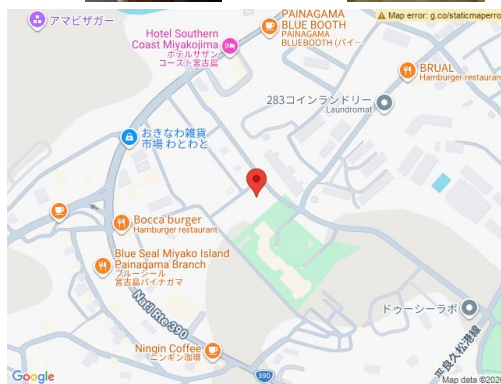 アマビザガー
Hotel Southern
Coast Miyakojima
ホテルサザン
コースト宮古島
PAINAGAMA
BLUE BOOTH
PAINAGAMA
BLUEBOOTH (パイ…
Map error: g.co/staticmaperro
BRUAL
Hamburger restaurant
283コインランドリー
Laundromat
おきなわ雑貨
市場 わとわと
Bocca burger
Hamburger restaurant
Blue Seal Miyako Island
Painagama Branch
ブルーシール
宮古島パイナガマ
Nat'l Rte 390
Ningin Coffee
ニンギン珈琲
390
ドゥーシーラボ
平良久松港線
Google
Map data ©2026